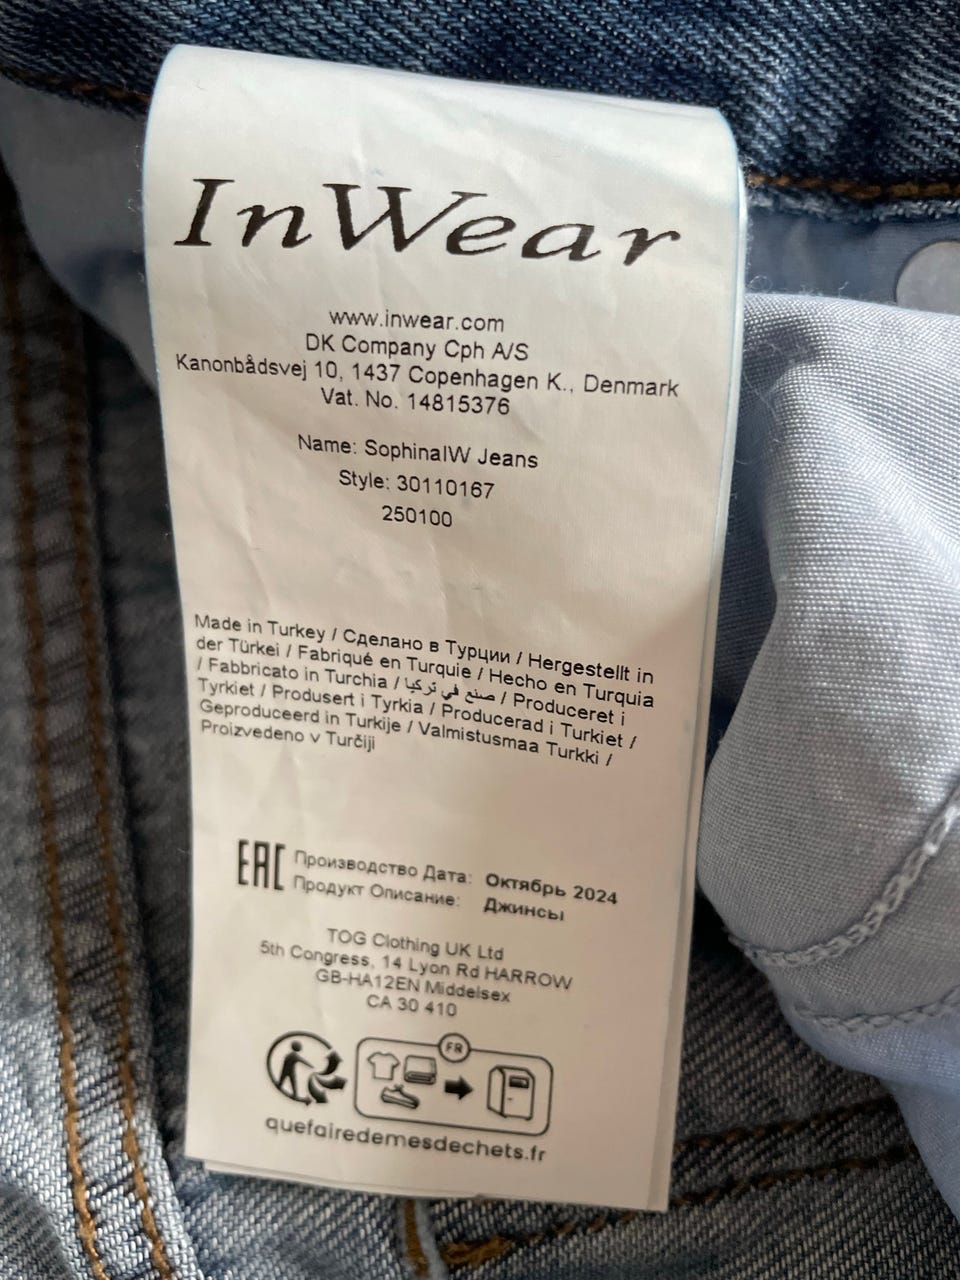 InWear
www.inwear.com
DK Company Cph A/S
Kanonbådsvej 10, 1437 Copenhagen K., Denmark
Vat. No. 14815376
Name: SophinaIW Jeans
Style: 30110167
250100
Made in Turkey / Сделано в Турции / Hergestellt in
der Türkei / Fabriqué en Turquie / Hecho en Turquia
/ Fabbricato in Turchia / صنع في تركيا / Produceret i
Tyrkiet / Produsert i Tyrkia / Producerad i Turkiet /
Geproduceerd in Turkije / Valmistusmaa Turkki /
Proizvedeno v Turčiji
EAC
Производство Дата: Октябрь 2024
Продукт Описание: Джинсы
TOG Clothing UK Ltd
5th Congress, 14 Lyon Rd HARROW
GB-HA12EN Middelsex
CA 30 410
FR
quefairedemesdechets.fr